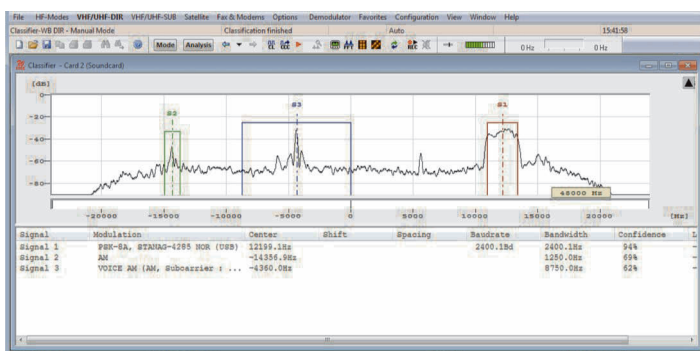 File HF-Modes VHF/UHF-DIR VHF/UHF-SUB Satellite Fax & Modems Options Demodulator Favorites Configuration View Window Help
Classifier-WB DIR - Manual Mode Classification finished Auto 15:41:58
Mode Analysis REC 0 Hz 0 Hz
Classifier - Card 2 (Soundcard)
[dB]
0
S3 S1
-20 S2
-40
-60
-80
48000 Hz
-20000 -15000 -10000 -5000 0 5000 10000 15000 20000 [Hz]
Signal Modulation Center Shift Spacing Baudrate Bandwidth Confidence L
Signal 1 PSK-8A, STANAG-4285 NOR (USB) 12199.1Hz 2400.1Bd 2400.1Hz 94% -
Signal 2 AM -14356.9Hz 1250.0Hz 69% -
Signal 3 VOICE AM (AM, Subcarrier : ... -4360.0Hz 8750.0Hz 62% -